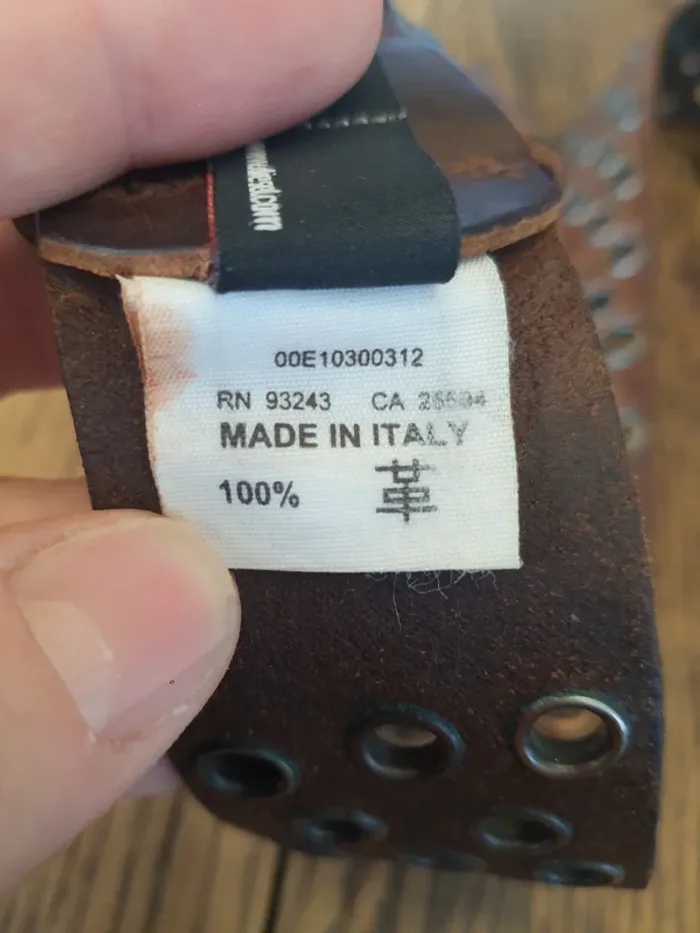 00E10300312
RN 93243 CA
MADE IN ITALY
100% 革